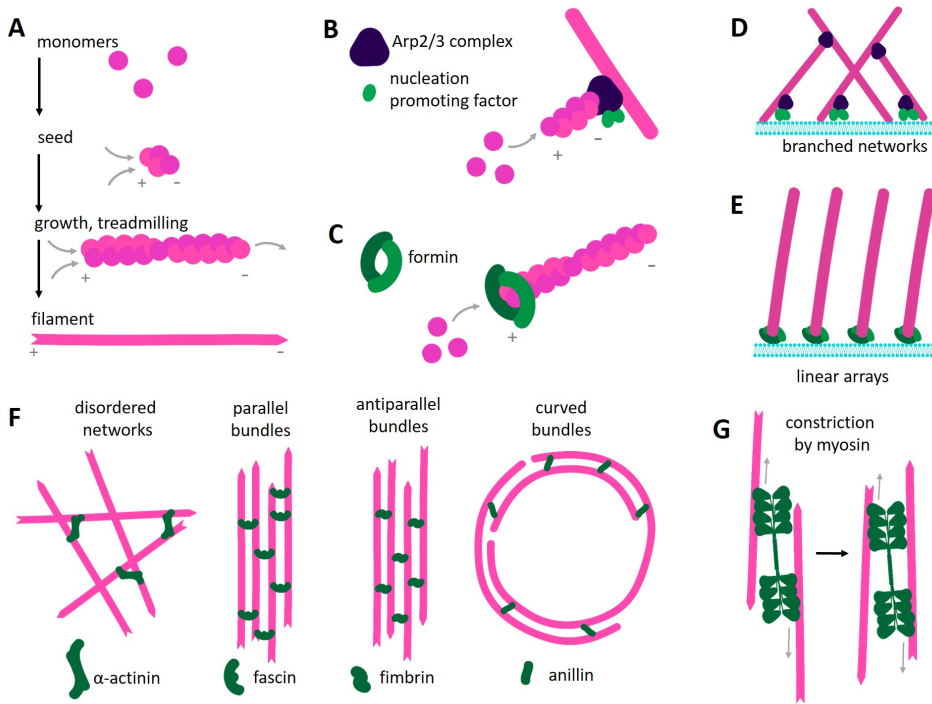 A
monomers
seed
+
-
growth, treadmilling
+
-
filament
+
-
B
Arp2/3 complex
nucleation
promoting factor
+
-
C
formin
+
-
D
branched networks
E
linear arrays
F
disordered
networks
parallel
bundles
antiparallel
bundles
curved
bundles
α-actinin
fascin
fimbrin
anillin
G
constriction
by myosin